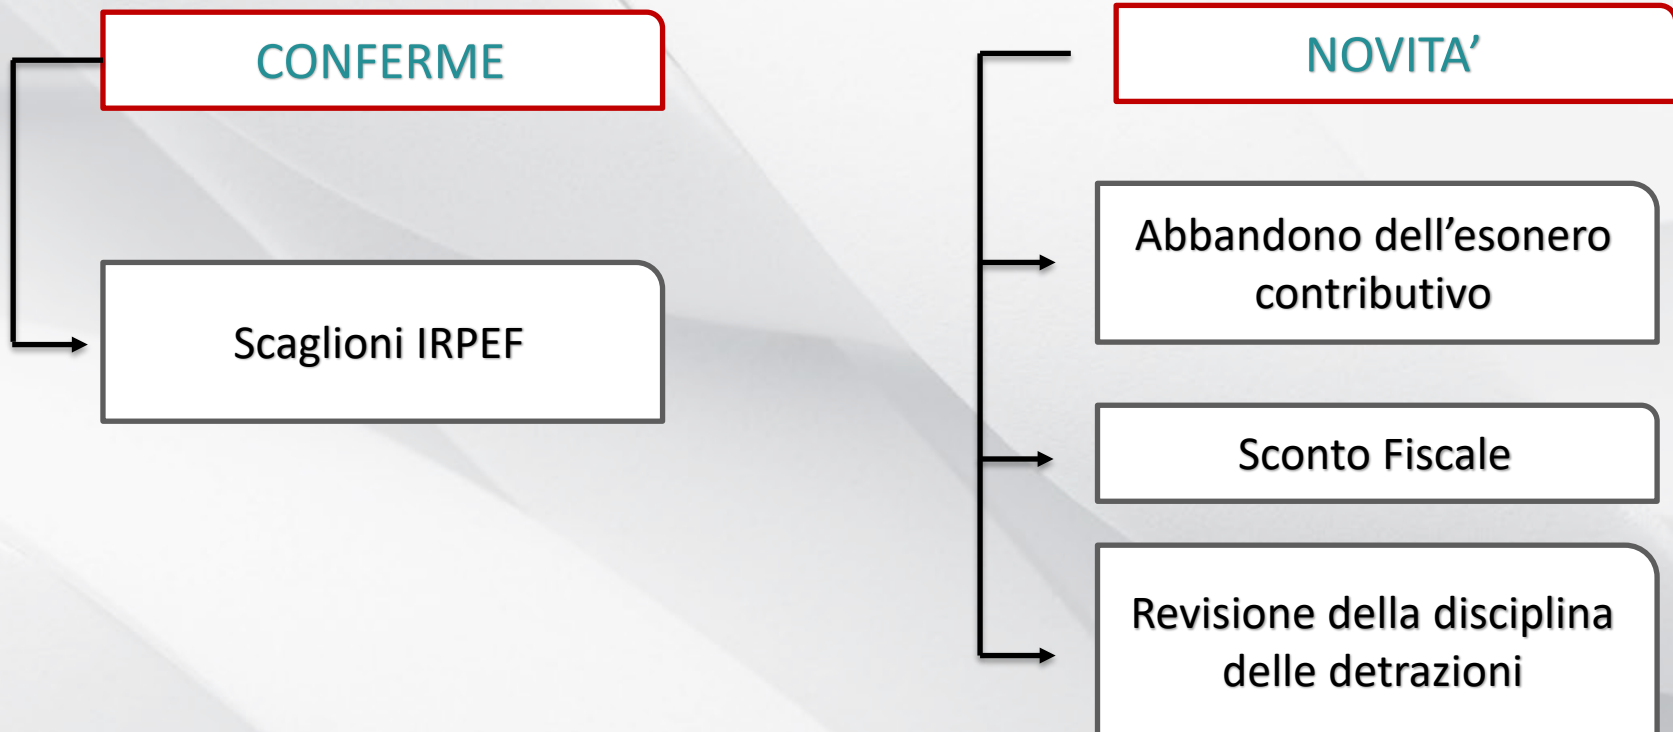 CONFERME
Scaglioni IRPEF
NOVITA’
Abbandono dell’esonero
contributivo
Sconto Fiscale
Revisione della disciplina
delle detrazioni